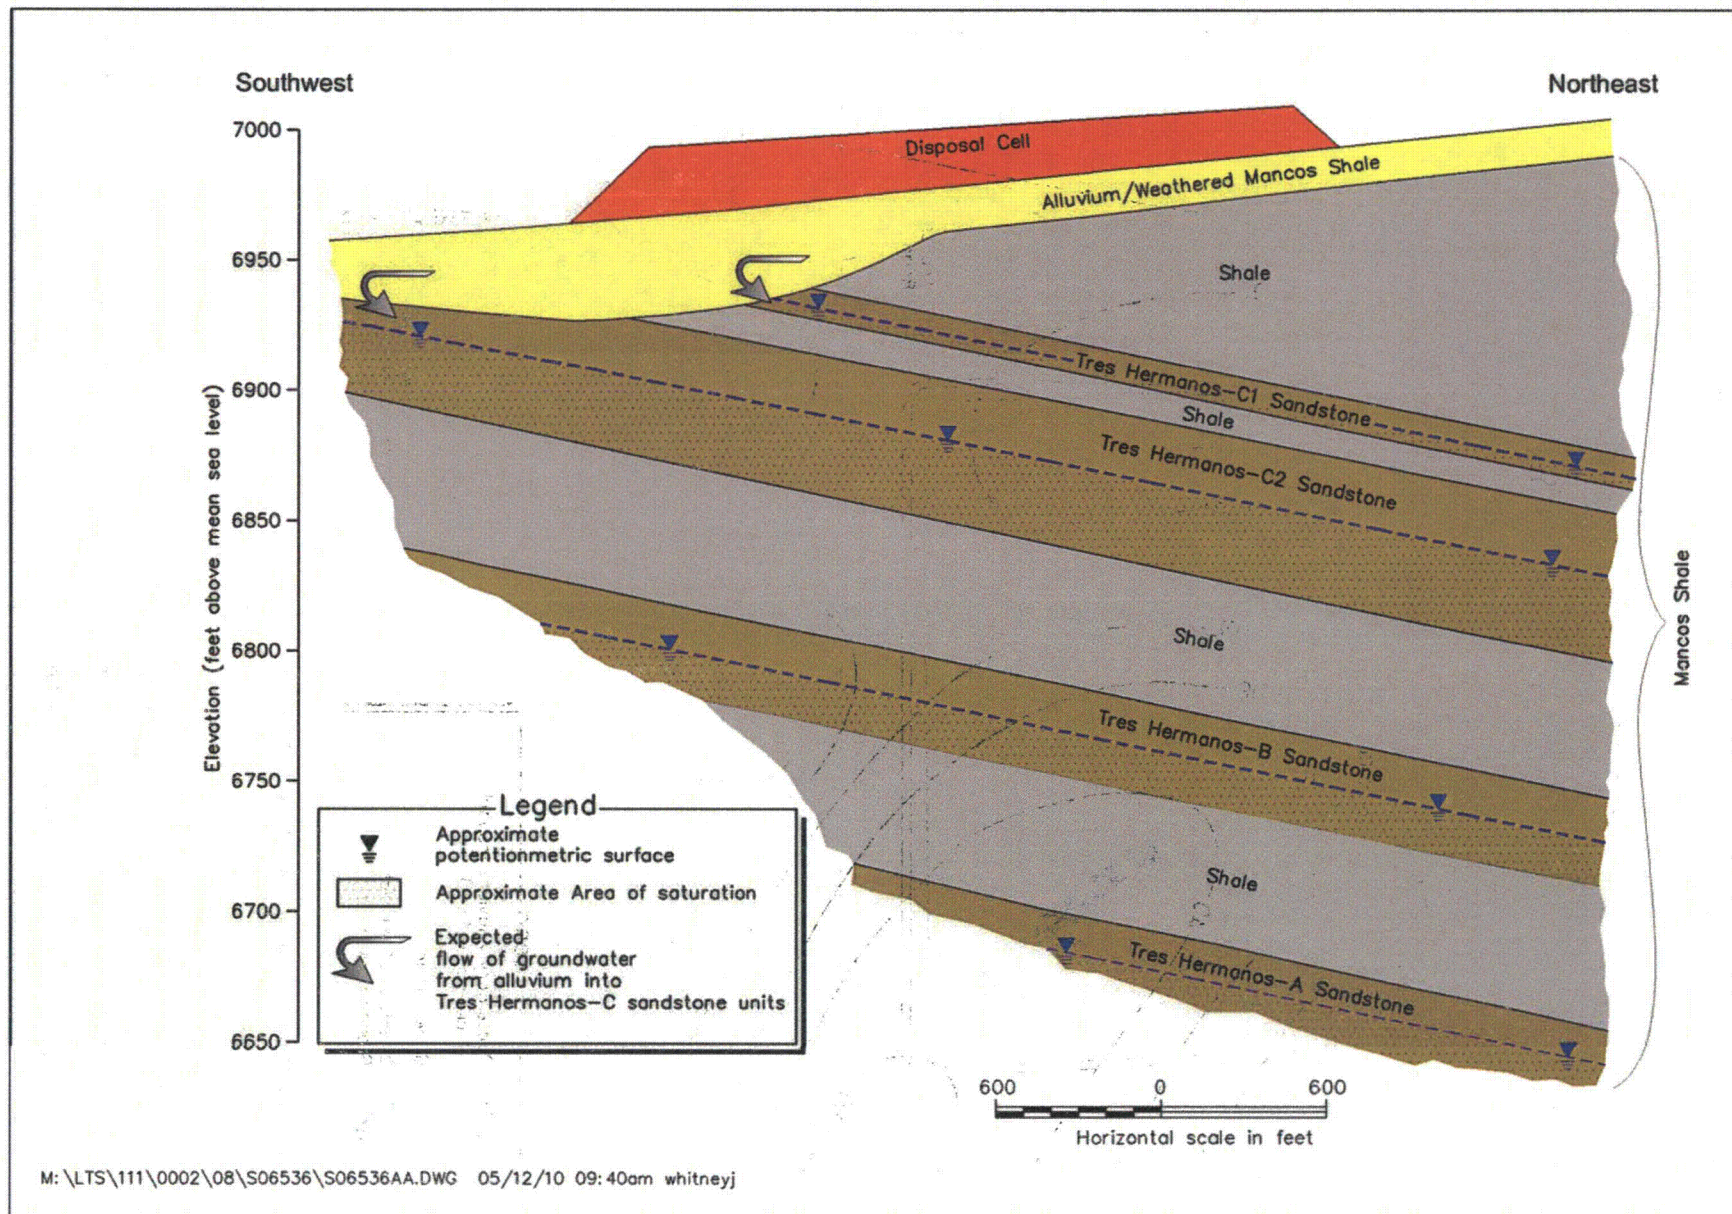 Southwest
Northeast
7000
6950
6900
6850
6800
6750
6700
6650
Elevation (feet above mean sea level)
Disposal Cell
Alluvium/Weathered Mancos Shale
Shale
Tres Hermanos-C1 Sandstone
Shale
Tres Hermanos-C2 Sandstone
Shale
Tres Hermanos-B Sandstone
Shale
Tres Hermanos-A Sandstone
Mancos Shale
Legend
Approximate
potentionmetric surface
Approximate Area of saturation
Expected
flow of groundwater
from alluvium into
Tres Hermanos-C sandstone units
600 0 600
Horizontal scale in feet
M:\LTS\111\0002\08\S06536\S06536AA.DWG 05/12/10 09:40am whitneyj